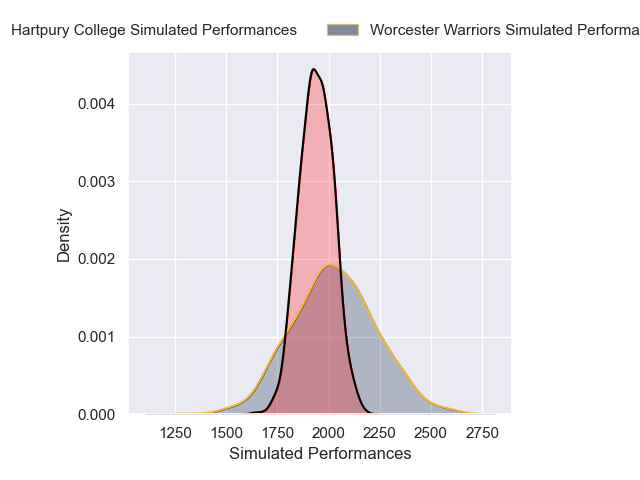 Hartpury College Simulated Performances
Worcester Warriors Simulated Performa
0.004
0.003
0.002
0.001
0.000
Density
1250 1500 1750 2000 2250 2500 2750
Simulated Performances